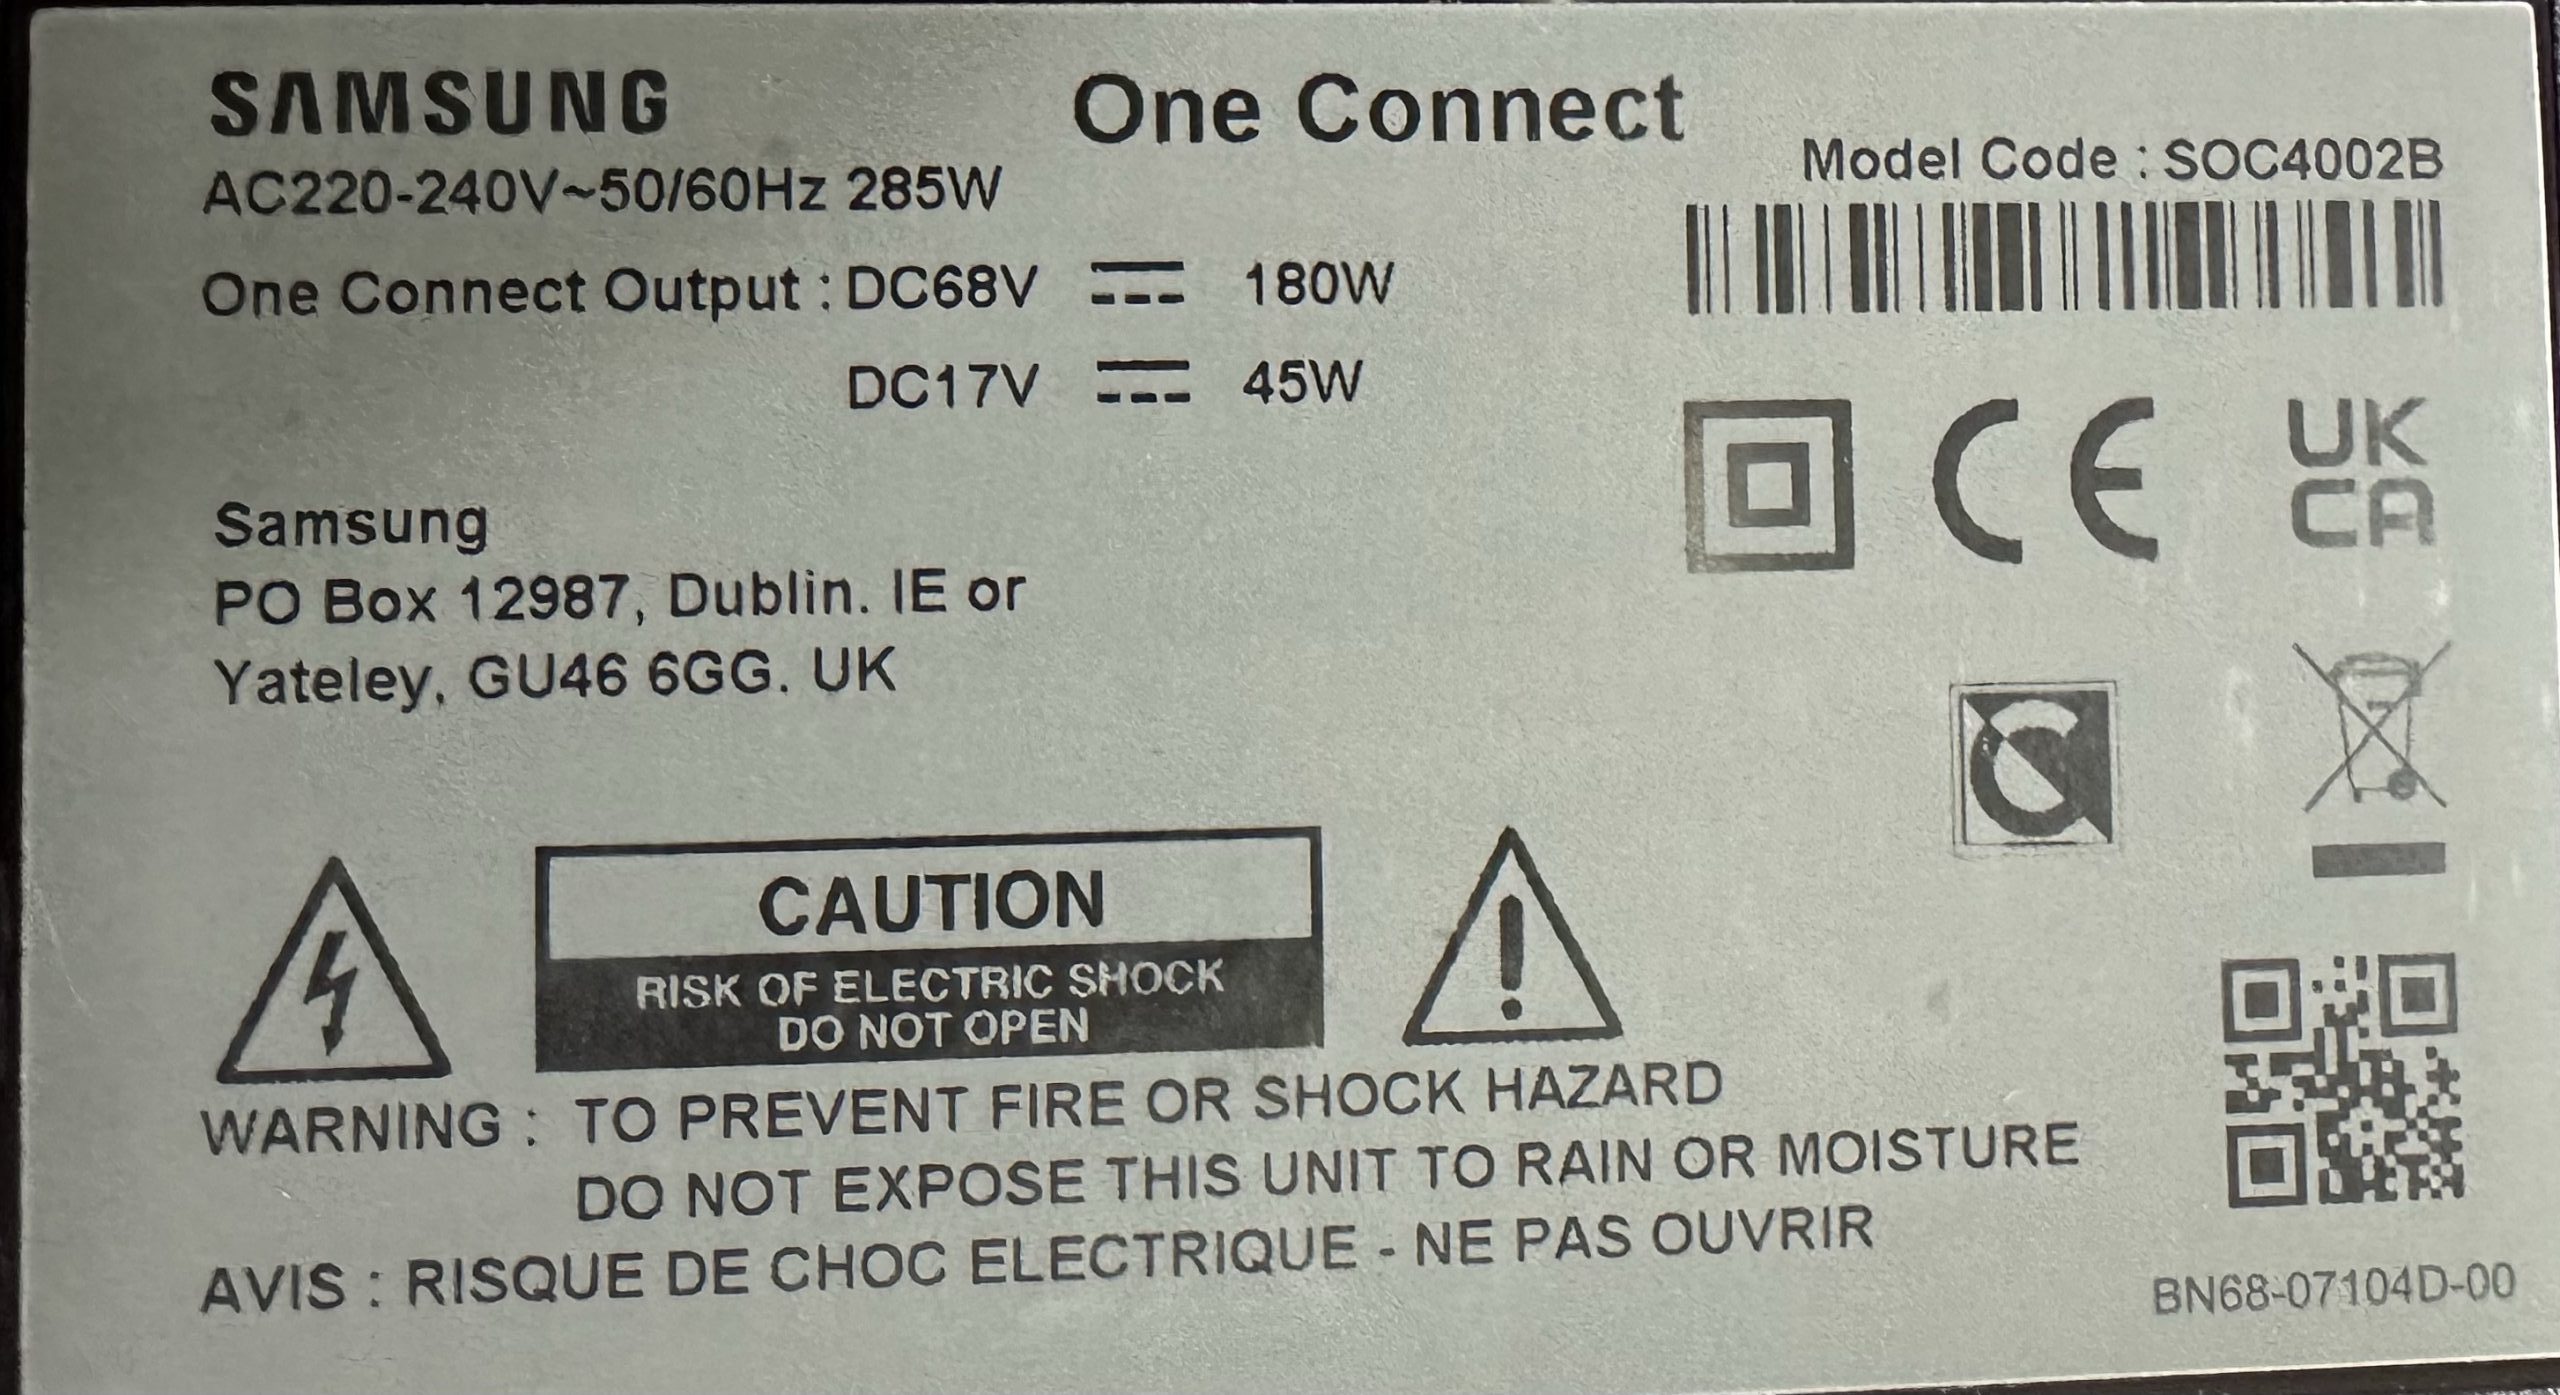 SAMSUNG
One Connect
AC220-240V~50/60Hz 285W
Model Code : SOC4002B
One Connect Output : DC68V ⎓ 180W
DC17V ⎓ 45W
CE
UK
CA
Samsung
PO Box 12987, Dublin. IE or
Yateley, GU46 6GG. UK
CAUTION
RISK OF ELECTRIC SHOCK
DO NOT OPEN
WARNING : TO PREVENT FIRE OR SHOCK HAZARD
DO NOT EXPOSE THIS UNIT TO RAIN OR MOISTURE
AVIS : RISQUE DE CHOC ELECTRIQUE - NE PAS OUVRIR
BN68-07104D-00